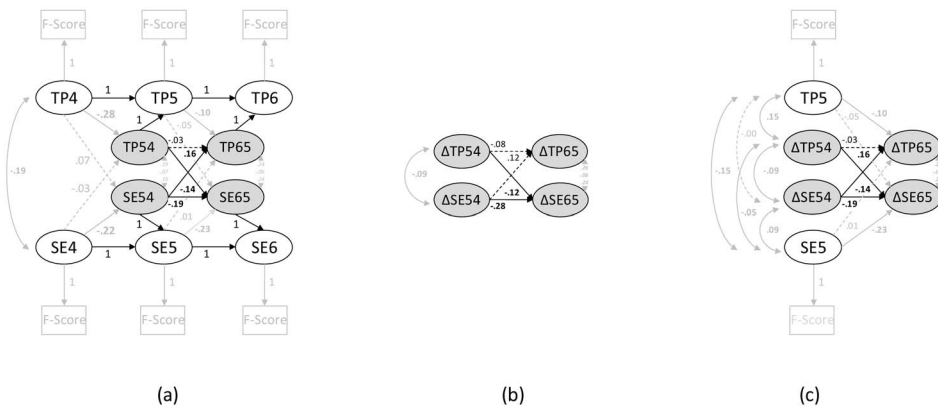 F-Score F-Score F-Score
1 1 1
TP4 1 TP5 1 TP6
-.28 1 -.05 -.10 1
TP54 -.03 TP65
.07 .16
-.19
-.03 -.14
SE54 -.19 SE65
-.22 1 .01 -.23 1
SE4 1 SE5 1 SE6
1 1 1
F-Score F-Score F-Score
(a)
ΔTP54 -.08 ΔTP65
.12
-.09
-.12
ΔSE54 -.28 ΔSE65
(b)
F-Score
1
TP5
.15 -.05 -.10
-.00
ΔTP54 -.03 ΔTP65
.16
-.15 -.09
-.14
ΔSE54 -.19 ΔSE65
-.05
.09 .01 -.23
SE5
1
F-Score
(c)